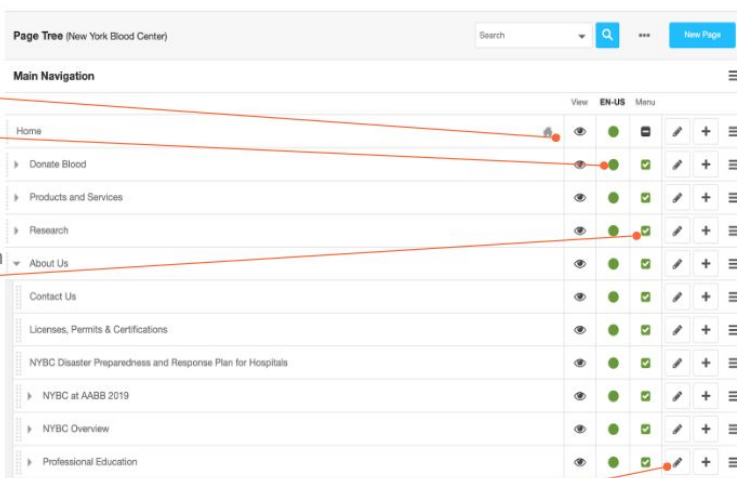 Page Tree (New York Blood Center)
Search
New Page
Main Navigation
View EN-US Menu
Home
Donate Blood
Products and Services
Research
About Us
Contact Us
Licenses, Permits & Certifications
NYBC Disaster Preparedness and Response Plan for Hospitals
NYBC at AABB 2019
NYBC Overview
Professional Education